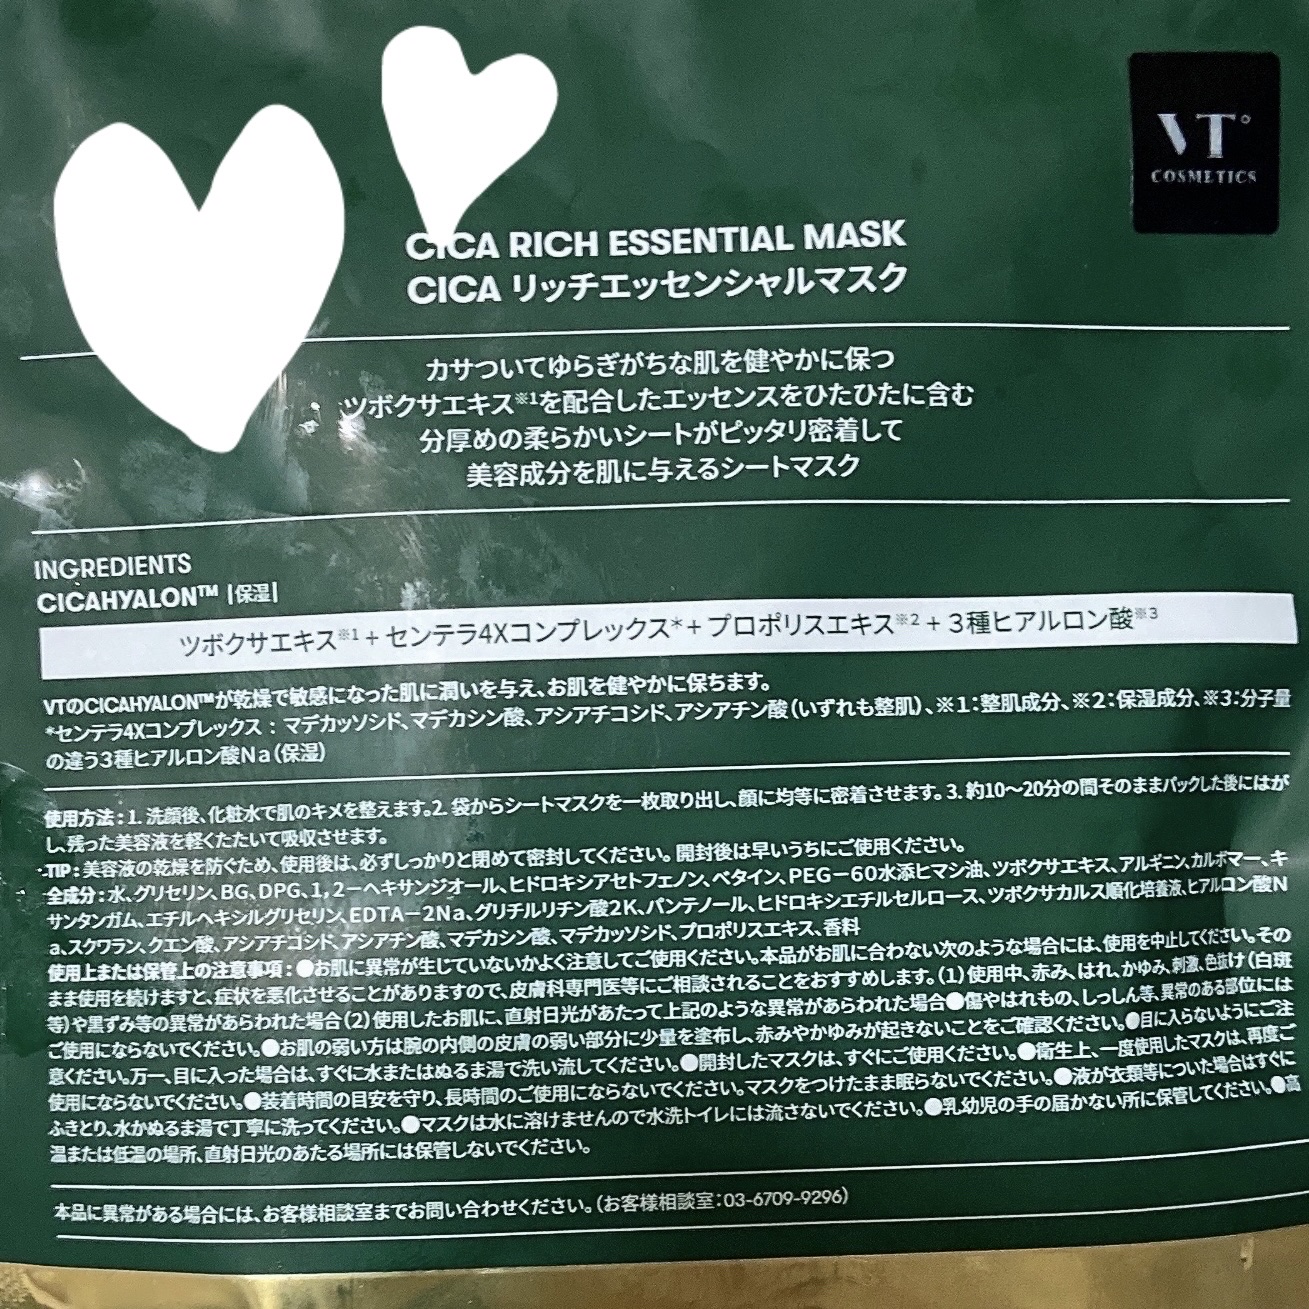 VT
COSMETICS
CICA RICH ESSENTIAL MASK
CICA リッチエッセンシャルマスク
カサついてゆらぎがちな肌を健やかに保つ
ツボクサエキス※1を配合したエッセンスをひたひたに含む
分厚めの柔らかいシートがピッタリ密着して
美容成分を肌に与えるシートマスク
INGREDIENTS
CICAHYALON™ |保湿|
ツボクサエキス※1 + センテラ4Xコンプレックス* + プロポリスエキス※2 + 3種ヒアルロン酸※3
VTのCICAHYALON™が乾燥で敏感になった肌に潤いを与え、お肌を健やかに保ちます。
*センテラ4Xコンプレックス : マデカッソシド、マデカシン酸、アシアチコシド、アシアチン酸(いずれも整肌)、※1:整肌成分、※2:保湿成分、※3:分子量
の違う3種ヒアルロン酸Na(保湿)
使用方法 : 1. 洗顔後、化粧水で肌のキメを整えます。2. 袋からシートマスクを一枚取り出し、顔に均等に密着させます。 3. 約10〜20分の間そのままパックした後にはが
し、残った美容液を軽くたたいて吸収させます。
·TIP : 美容液の乾燥を防ぐため、使用後は、必ずしっかりと閉めて密封してください。 開封後は早いうちにご使用ください。
全成分 : 水、グリセリン、BG、DPG、1, 2-ヘキサンジオール、ヒドロキシアセトフェノン、ベタイン、PEG-60水添ヒマシ油、ツボクサエキス、アルギニン、カルボマー、キ
サンタンガム、エチルヘキシルグリセリン、EDTA-2Na、グリチルリチン酸2K、パンテノール、ヒドロキシエチルセルロース、ツボクサカルス順化培養液、ヒアルロン酸N
a、スクワラン、クエン酸、アシアチコシド、アシアチン酸、マデカシン酸、マデカッソシド、プロポリスエキス、香料
使用上または保管上の注意事項 : ●お肌に異常が生じていないかよく注意してご使用ください。本品がお肌に合わない次のような場合には、使用を中止してください。その
まま使用を続けますと、症状を悪化させることがありますので、皮膚科専門医等にご相談されることをおすすめします。(1)使用中、赤み、はれ、かゆみ、刺激、色抜け(白斑
等)や黒ずみ等の異常があらわれた場合(2)使用したお肌に、直射日光があたって上記のような異常があらわれた場合●傷やはれもの、しっしん等、異常のある部位には
ご使用にならないでください。●お肌の弱い方は腕の内側の皮膚の弱い部分に少量を塗布し、赤みやかゆみが起きないことをご確認ください。●目に入らないようにご注
意ください。万一、目に入った場合は、すぐに水またはぬるま湯で洗い流してください。●開封したマスクは、すぐにご使用ください。●衛生上、一度使用したマスクは、再度ご
使用にならないでください。●装着時間の目安を守り、長時間のご使用にならないでください。マスクをつけたまま眠らないでください。●液が衣類等についた場合はすぐに
ふきとり、水かぬるま湯で丁寧に洗ってください。●マスクは水に溶けませんので水洗トイレには流さないでください。●乳幼児の手の届かない所に保管してください。●高
温または低温の場所、直射日光のあたる場所には保管しないでください。
本品に異常がある場合には、お客様相談室までお問い合わせください。(お客様相談室:03-6709-9296)